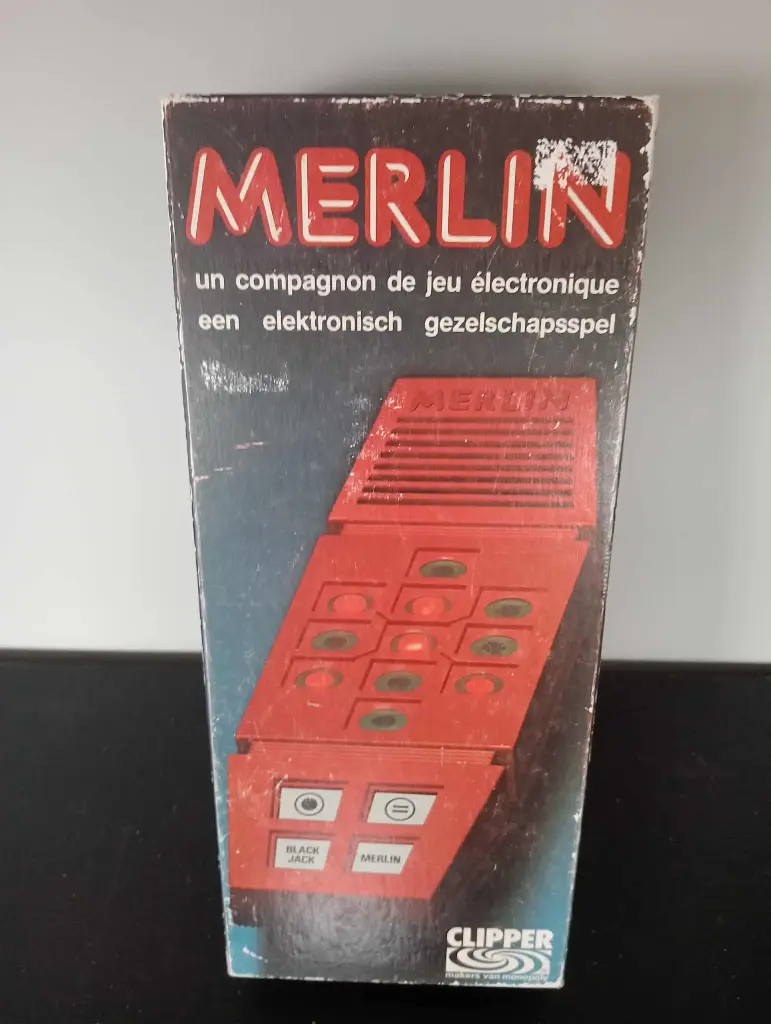 MERLIN
un compagnon de jeu électronique
een elektronisch gezelschapsspel
MERLIN
BLACK
JACK
MERLIN
CLIPPER
makers van monopoly